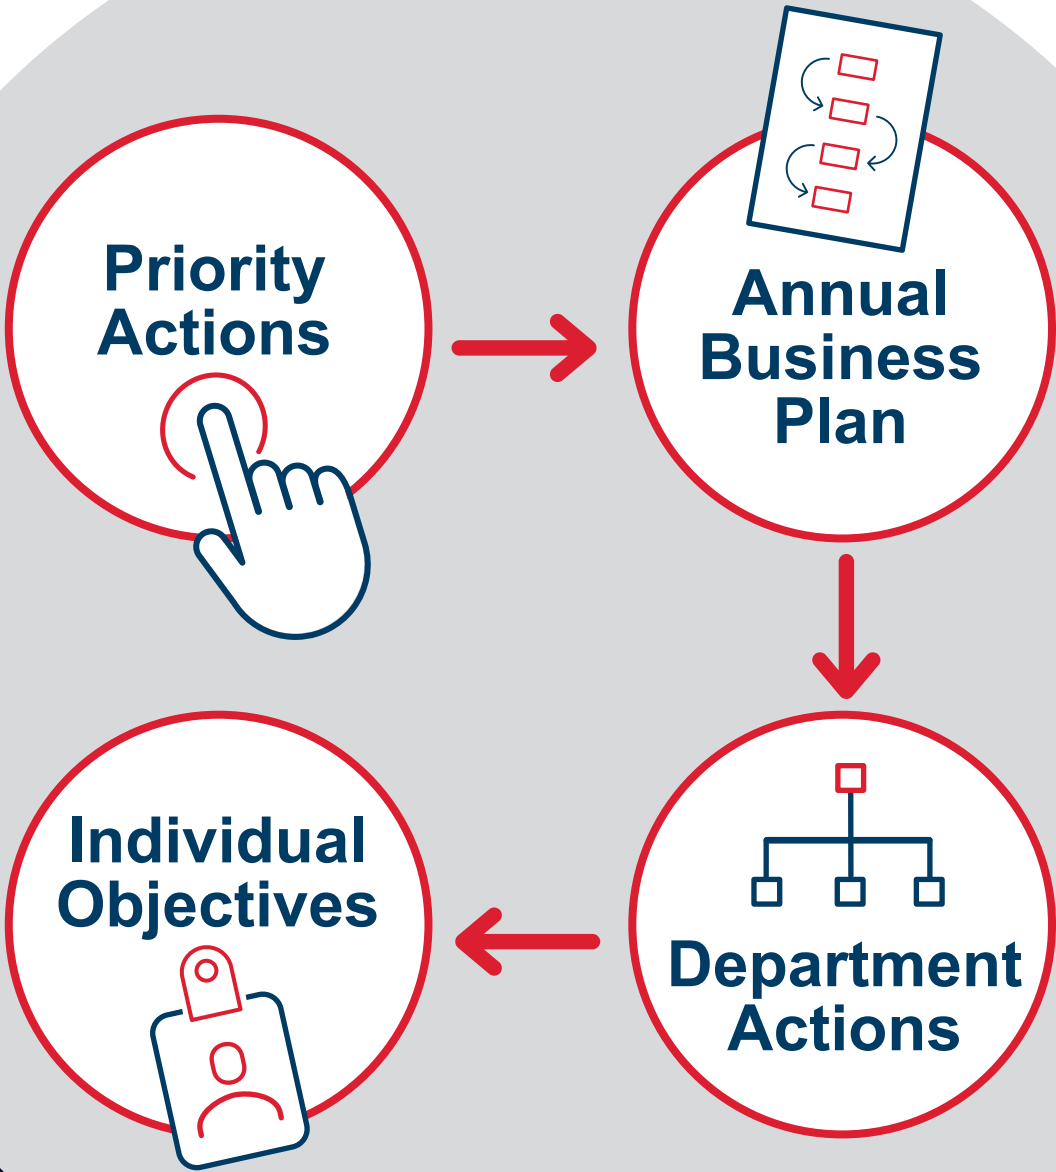 Priority
Actions
Annual
Business
Plan
Department
Actions
Individual
Objectives